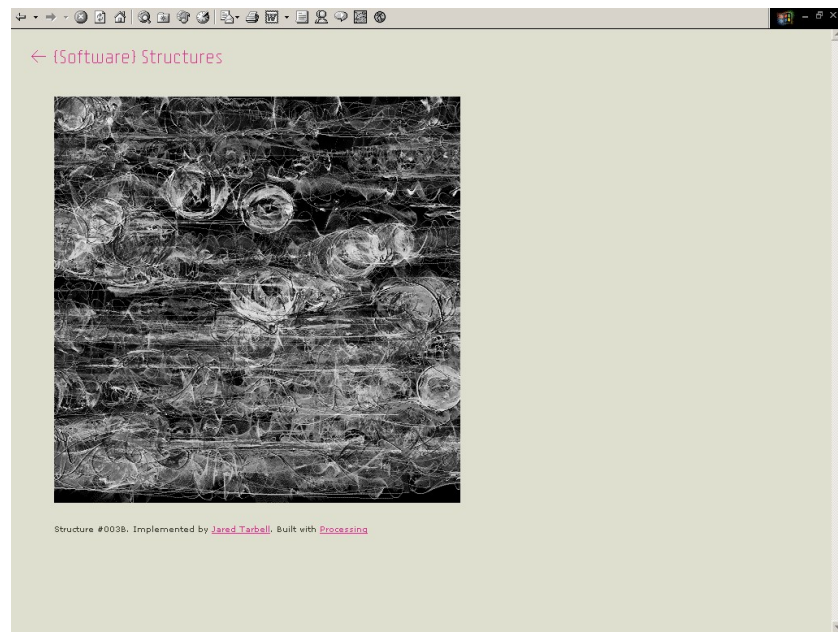 ← {Software} Structures
Structure #003B. Implemented by Jared Tarbell. Built with Processing